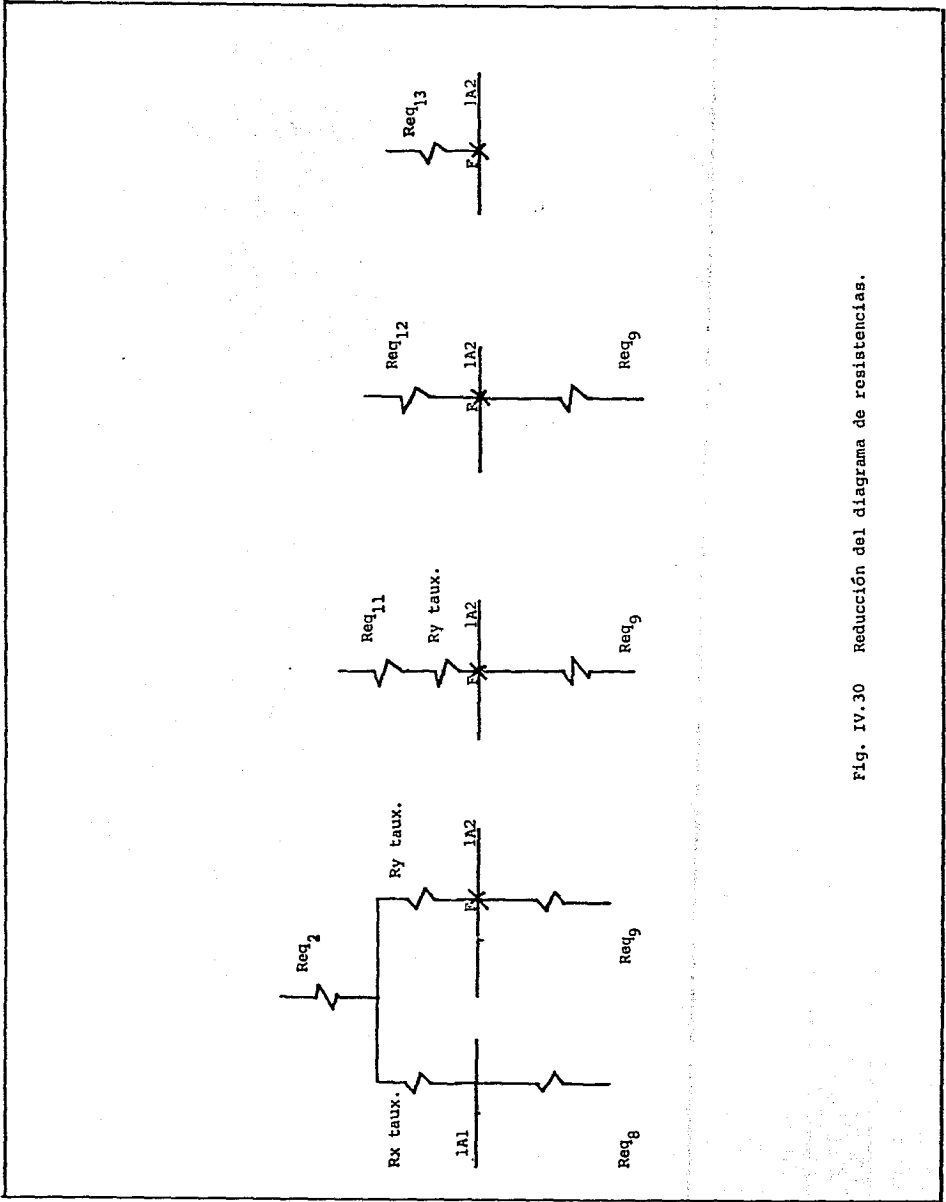 Req2
Rx taux.
Ry taux.
1A1
F
1A2
Req8
Req9
Req11
Ry taux.
F
1A2
Req9
Req12
1A2
Req9
Req13
F
1A2
Fig. IV.30 Reducción del diagrama de resistencias.